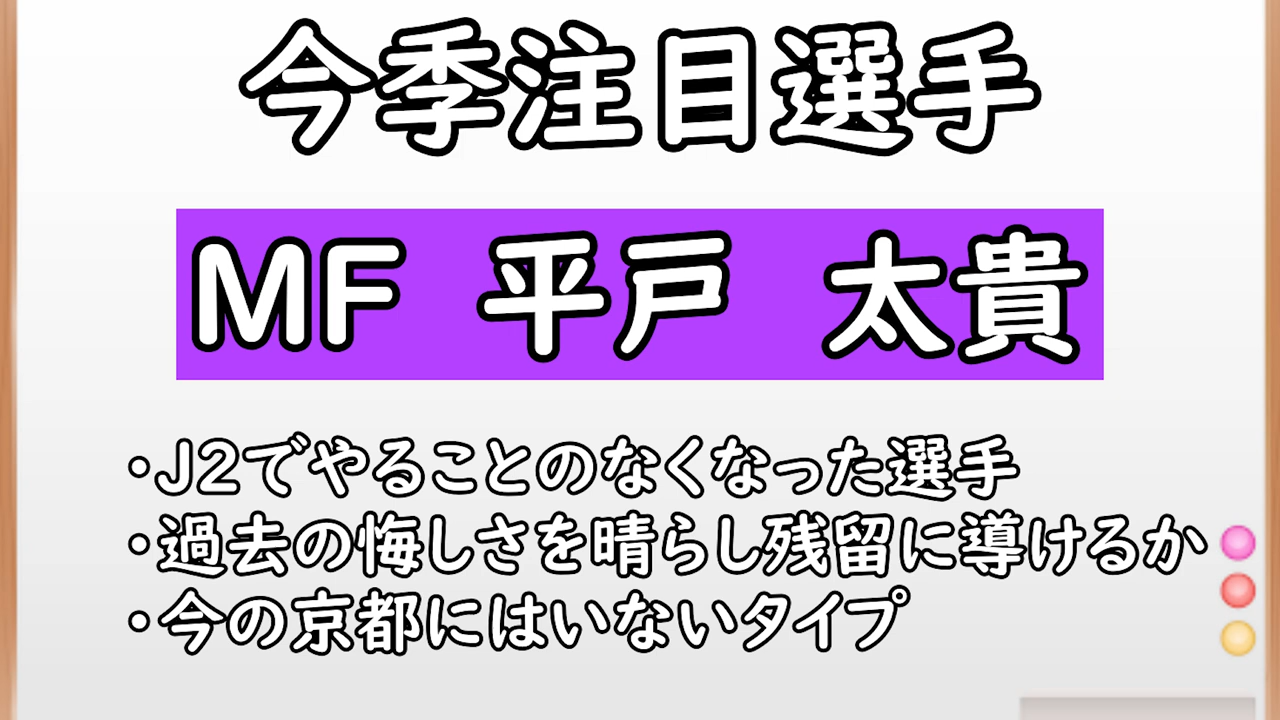 今季注目選手
MF 平戸 太貴
・J2でやることのなくなった選手
・過去の悔しさを晴らし残留に導けるか
・今の京都にはいないタイプ